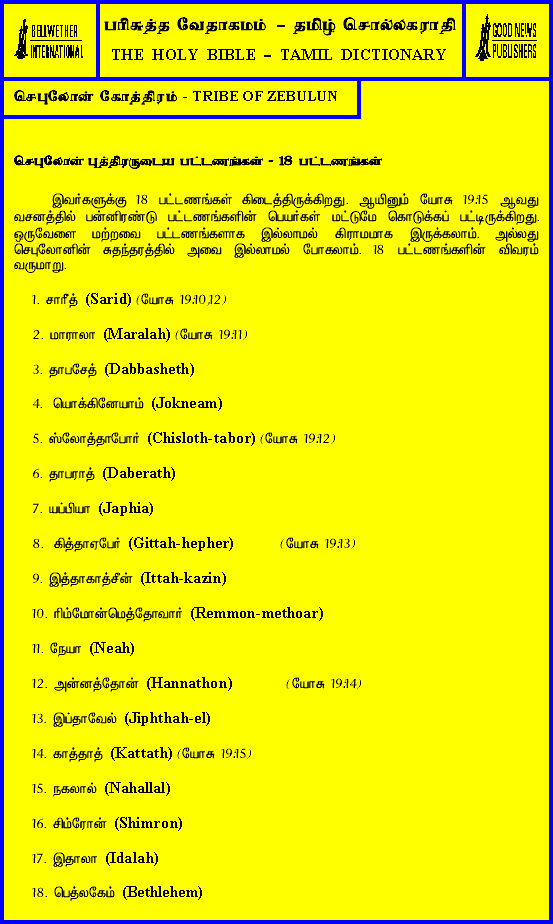 BELLWETHER
INTERNATIONAL
பரிசுத்த வேதாகமம் – தமிழ் சொல்லகராதி
THE HOLY BIBLE – TAMIL DICTIONARY
GOOD NEWS
PUBLISHERS
செபுலோன் கோத்திரம் - TRIBE OF ZEBULUN
செபுலோன் புத்திரருடைய பட்டணங்கள் - 18 பட்டணங்கள்
இவர்களுக்கு 18 பட்டணங்கள் கிடைத்திருக்கிறது. ஆயினும் யோசு 19:15 ஆவது
வசனத்தில் பன்னிரண்டு பட்டணங்களின் பெயர்கள் மட்டுமே கொடுக்கப் பட்டிருக்கிறது.
ஒருவேளை மற்றவை பட்டணங்களாக இல்லாமல் கிராமமாக இருக்கலாம். அல்லது
செபுலோனின் சுதந்தரத்தில் அவை இல்லாமல் போகலாம். 18 பட்டணங்களின் விவரம்
வருமாறு.
1. சாரீத் (Sarid) (யோசு 19:10,12)
2. மாராலா (Maralah) (யோசு 19:11)
3. தாபசேத் (Dabbasheth)
4. யொக்கினேயாம் (Jokneam)
5. ஸ்லோத்தாபோர் (Chisloth-tabor) (யோசு 19:12)
6. தாபராத் (Daberath)
7. யப்பியா (Japhia)
8. கித்தாஏபேர் (Gittah-hepher) (யோசு 19:13)
9. இத்தாகாத்சீன் (Ittah-kazin)
10. ரிம்மோன்மெத்தோவார் (Remmon-methoar)
11. நேயா (Neah)
12. அன்னத்தோன் (Hannathon) (யோசு 19:14)
13. இப்தாவேல் (Jiphthah-el)
14. காத்தாத் (Kattath) (யோசு 19:15)
15. நகலால் (Nahallal)
16. சிம்ரோன் (Shimron)
17. இதாலா (Idalah)
18. பெத்லகேம் (Bethlehem)